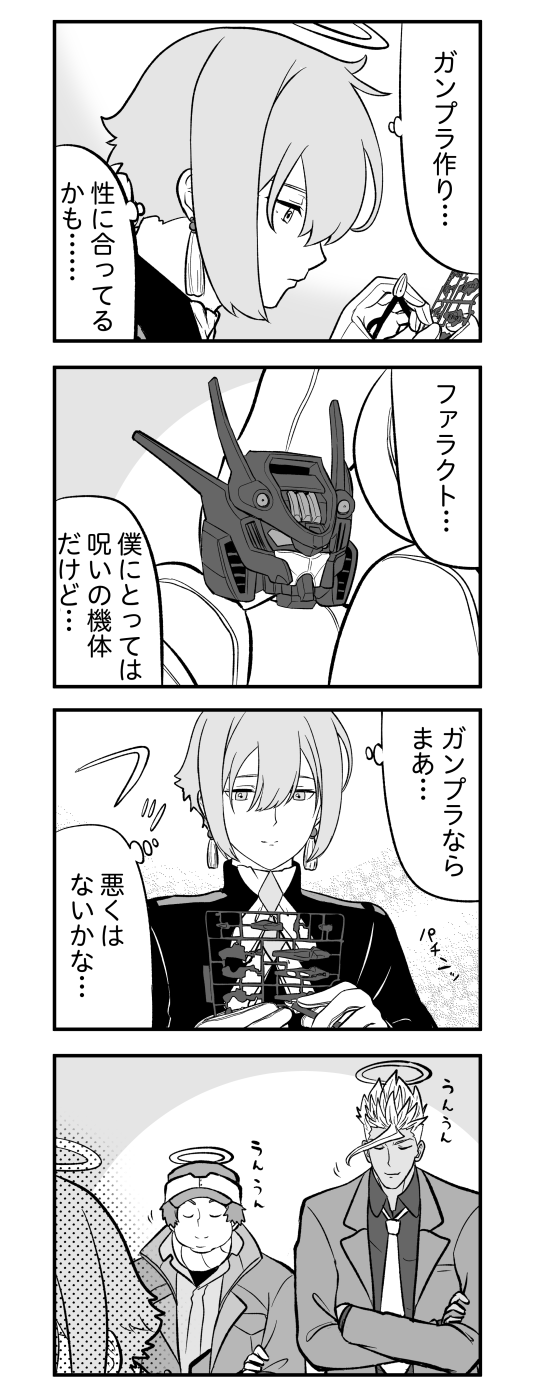 ガンプラ作り…
性に合ってる
かも……
ファラクト…
僕にとっては
呪いの機体
だけど…
ガンプラなら
まあ…
パチンッ
悪くは
ないかな…
うんうん
うんうん